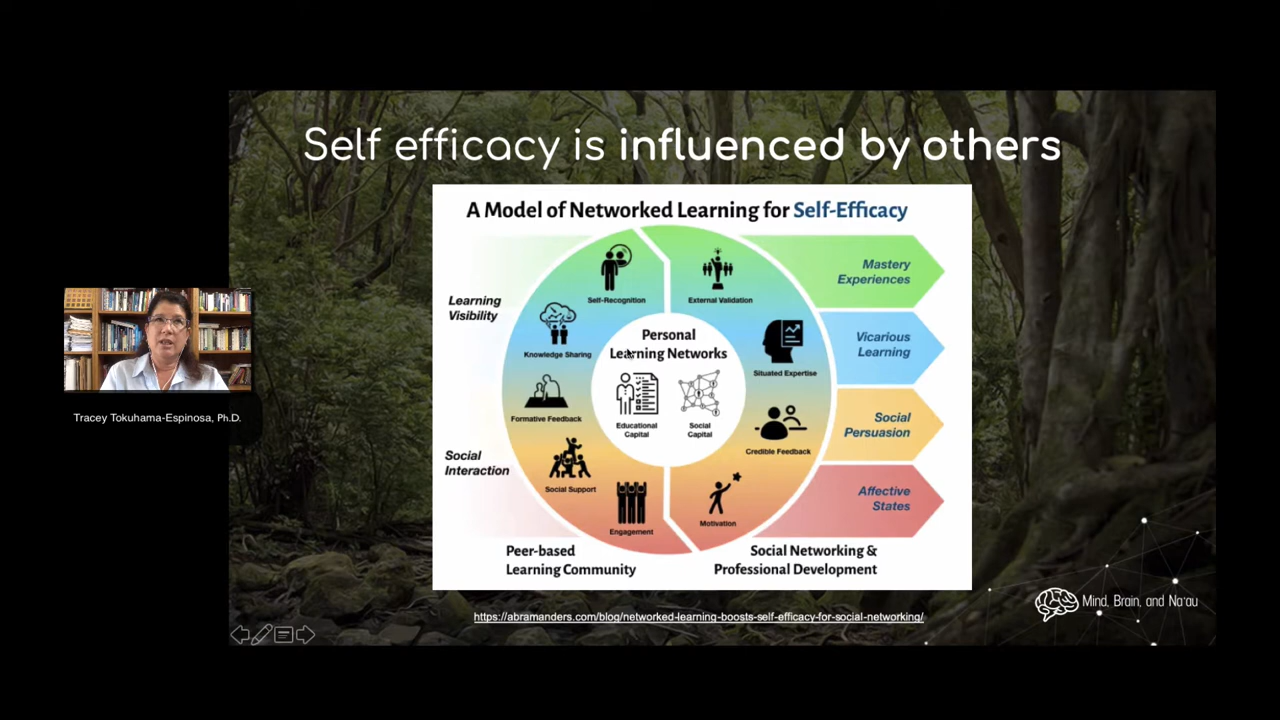 Self efficacy is influenced by others
A Model of Networked Learning for Self-Efficacy
Learning
Visibility
Social
Interaction
Self-Recognition
Knowledge Sharing
Formative Feedback
Social Support
Engagement
Personal
Learning Networks
Educational
Capital
Social
Capital
External Validation
Situated Expertise
Credible Feedback
Motivation
Mastery
Experiences
Vicarious
Learning
Social
Persuasion
Affective
States
Peer-based
Learning Community
Social Networking &
Professional Development
https://abramanders.com/blog/networked-learning-boosts-self-efficacy-for-social-networking/
Mind, Brain, and Na'au
Tracey Tokuhama-Espinosa, Ph.D.